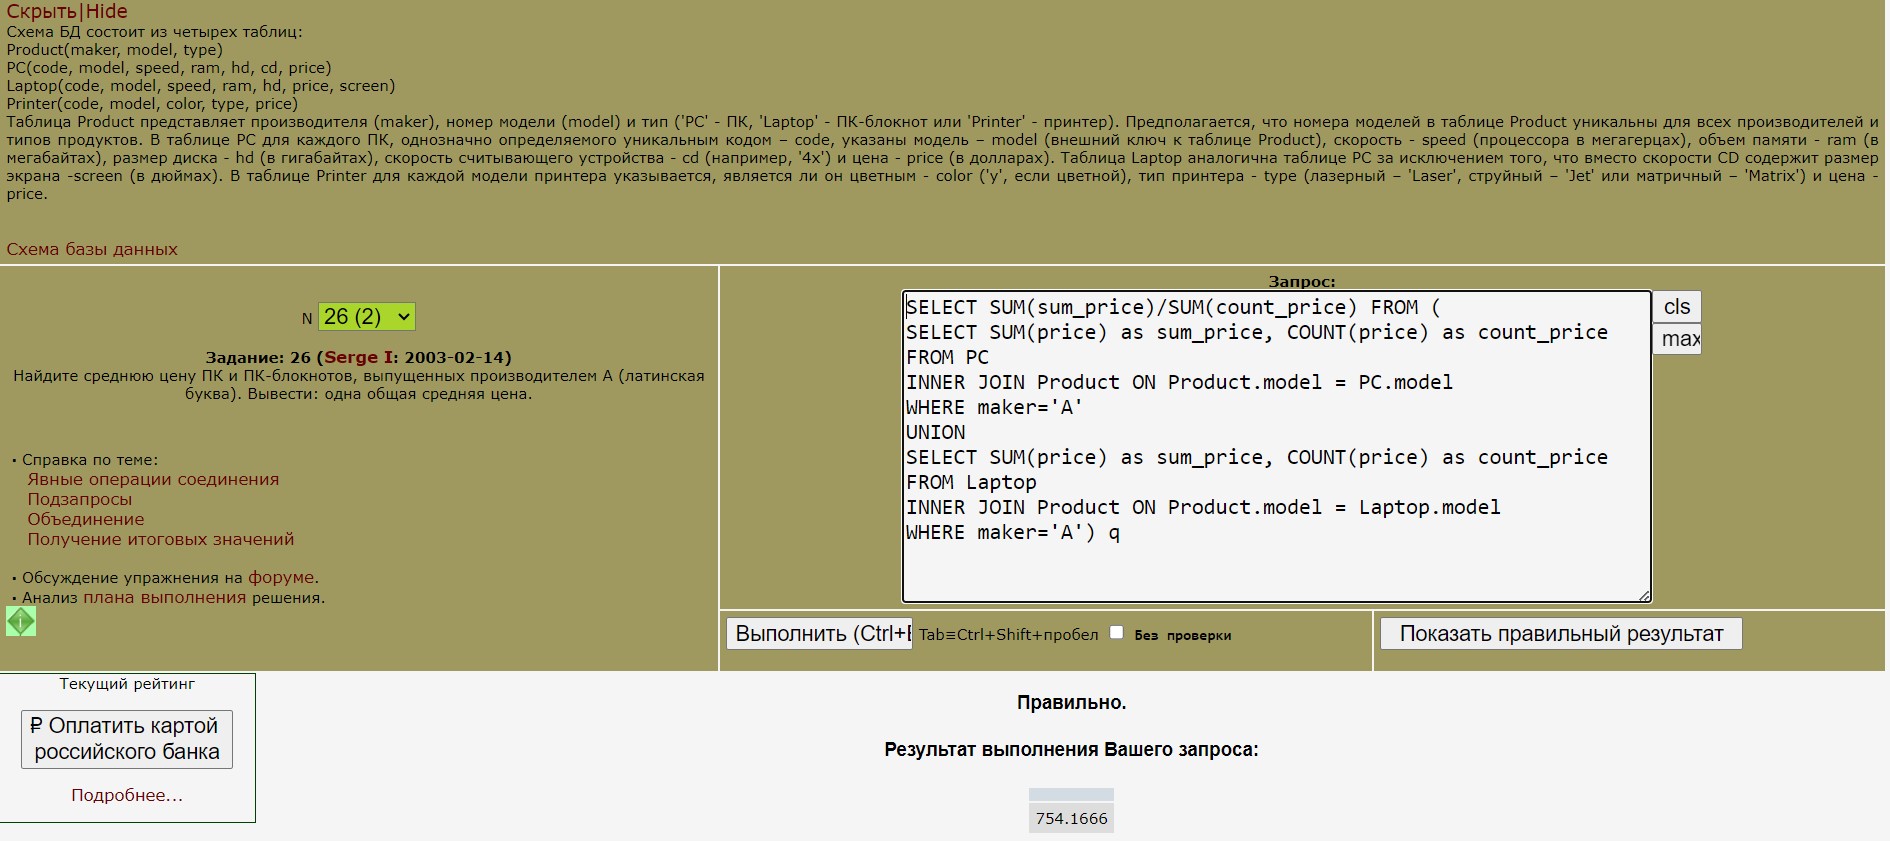 Скрыть|Hide
Схема БД состоит из четырех таблиц:
Product(maker, model, type)
PC(code, model, speed, ram, hd, cd, price)
Laptop(code, model, speed, ram, hd, price, screen)
Printer(code, model, color, type, price)
Таблица Product представляет производителя (maker), номер модели (model) и тип ('PC' - ПК, 'Laptop' - ПК-блокнот или 'Printer' - принтер). Предполагается, что номера моделей в таблице Product уникальны для всех производителей и
типов продуктов. В таблице PC для каждого ПК, однозначно определяемого уникальным кодом – code, указаны модель – model (внешний ключ к таблице Product), скорость - speed (процессора в мегагерцах), объем памяти - ram (в
мегабайтах), размер диска - hd (в гигабайтах), скорость считывающего устройства - cd (например, '4x') и цена - price (в долларах). Таблица Laptop аналогична таблице РС за исключением того, что вместо скорости CD содержит размер
экрана -screen (в дюймах). В таблице Printer для каждой модели принтера указывается, является ли он цветным - color ('y', если цветной), тип принтера - type (лазерный – 'Laser', струйный – 'Jet' или матричный – 'Matrix') и цена -
price.
Схема базы данных
N 26 (2)
Задание: 26 (Serge I: 2003-02-14)
Найдите среднюю цену ПК и ПК-блокнотов, выпущенных производителем A (латинская
буква). Вывести: одна общая средняя цена.
· Справка по теме:
Явные операции соединения
Подзапросы
Объединение
Получение итоговых значений
· Обсуждение упражнения на форуме.
· Анализ плана выполнения решения.
Запрос:
SELECT SUM(sum_price)/SUM(count_price) FROM (
SELECT SUM(price) as sum_price, COUNT(price) as count_price
FROM PC
INNER JOIN Product ON Product.model = PC.model
WHERE maker='A'
UNION
SELECT SUM(price) as sum_price, COUNT(price) as count_price
FROM Laptop
INNER JOIN Product ON Product.model = Laptop.model
WHERE maker='A') q
cls
max
Выполнить (Ctrl+E Tab≡Ctrl+Shift+пробел Без проверки
Показать правильный результат
Текущий рейтинг
₽ Оплатить картой
российского банка
Подробнее...
Правильно.
Результат выполнения Вашего запроса:
754.1666